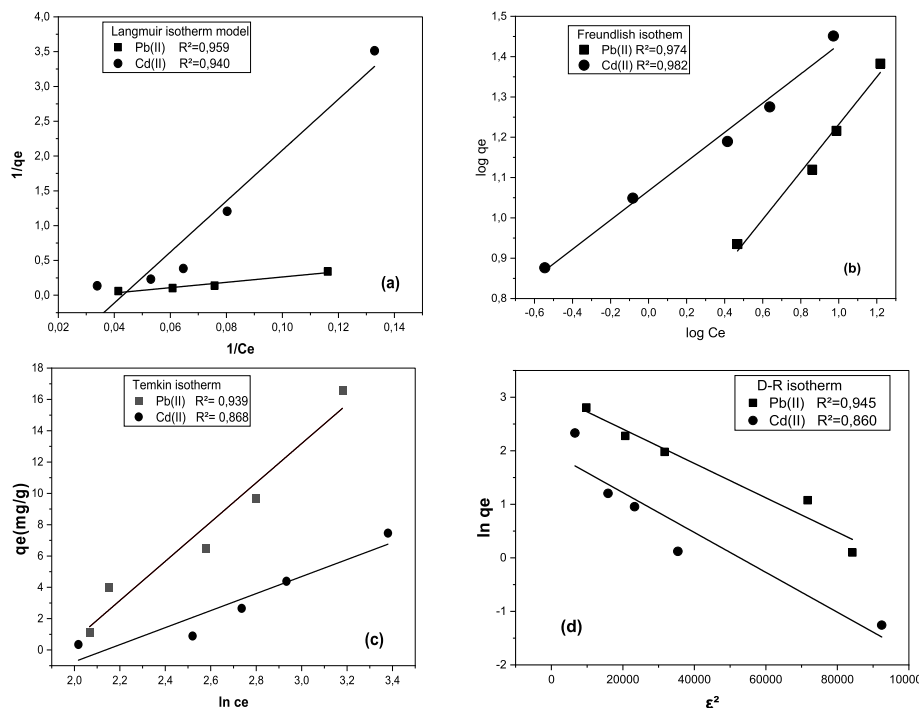 Langmuir isotherm model
Pb(II) R²=0,959
Cd(II) R²=0,940
4,0
3,5
3,0
2,5
2,0
1,5
1,0
0,5
0,0
1/qe
0,02 0,04 0,06 0,08 0,10 0,12 0,14
1/Ce
(a)
Freundlish isothem
Pb(II) R²=0,974
Cd(II) R²=0,982
1,5
1,4
1,3
1,2
1,1
1,0
0,9
0,8
log qe
-0,6 -0,4 -0,2 0,0 0,2 0,4 0,6 0,8 1,0 1,2
log Ce
(b)
Temkin isotherm
Pb(II) R²= 0,939
Cd(II) R²= 0,868
18
16
14
12
10
8
6
4
2
0
qe(mg/g)
2,0 2,2 2,4 2,6 2,8 3,0 3,2 3,4
ln ce
(c)
D-R isotherm
Pb(II) R²=0,945
Cd(II) R²=0,860
3
2
1
0
-1
-2
ln qe
0 20000 40000 60000 80000 10000
ε²
(d)